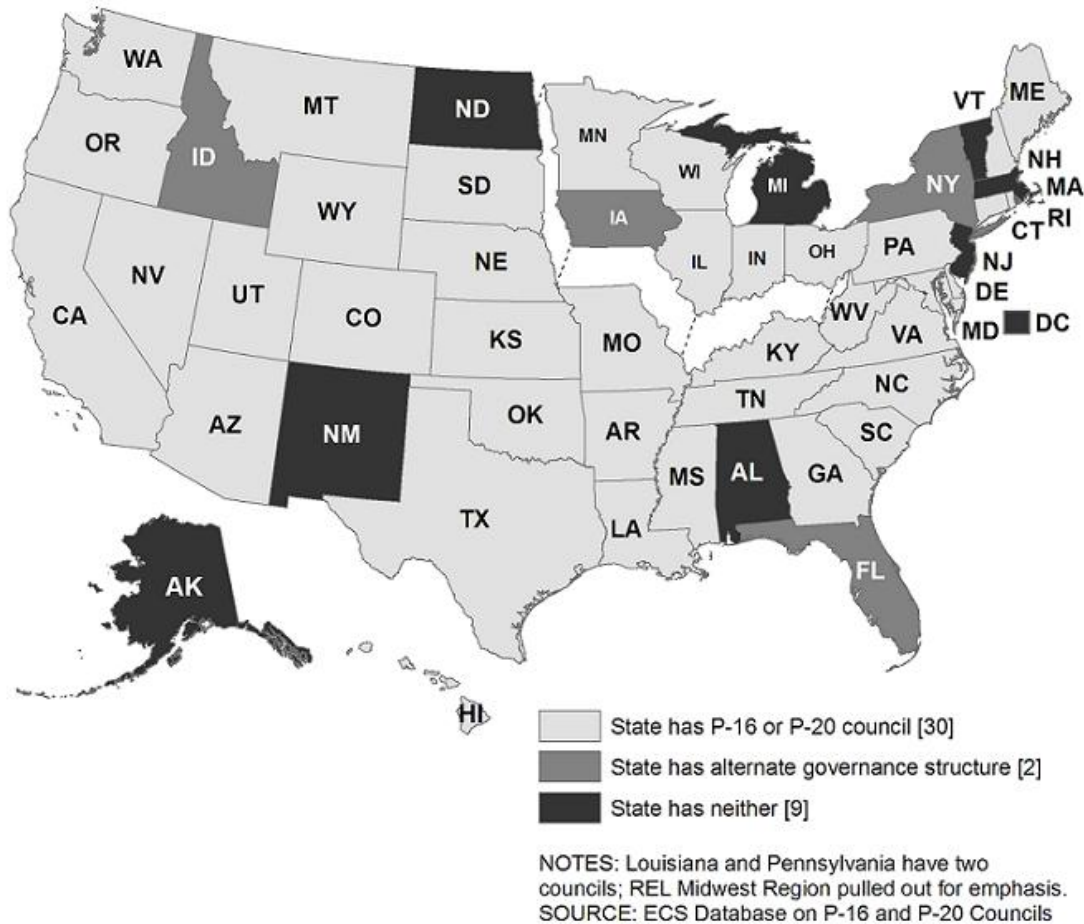 WA
MT
ND
MN
VT
ME
OR
ID
SD
WI
MI
NY
NH
MA
WY
IA
CT
RI
NV
NE
IL
IN
OH
PA
NJ
DE
CA
UT
CO
KS
MO
WV
VA
MD
DC
KY
AZ
NM
OK
AR
TN
NC
SC
MS
AL
GA
TX
LA
AK
FL
HI
State has P-16 or P-20 council [30]
State has alternate governance structure [2]
State has neither [9]
NOTES: Louisiana and Pennsylvania have two
councils; REL Midwest Region pulled out for emphasis.
SOURCE: ECS Database on P-16 and P-20 Councils